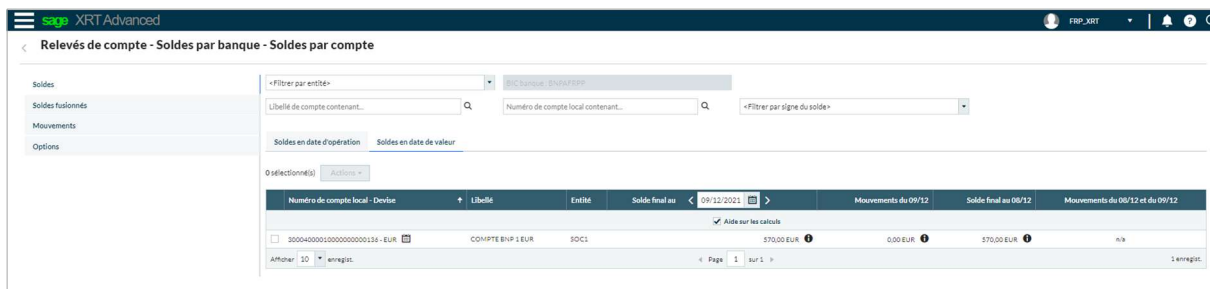 sage XRT Advanced
FRP_XRT
Relevés de compte - Soldes par banque - Soldes par compte
Soldes
Soldes fusionnés
Mouvements
Options
<Filtrer par entité>
BIC banque : BNPAFRPP
Libellé de compte contenant...
Numéro de compte local contenant...
<Filtrer par signe du solde>
Soldes en date d'opération Soldes en date de valeur
0 sélectionné(s) Actions
Numéro de compte local - Devise Libellé Entité Solde final au 09/12/2021 Mouvements du 09/12 Solde final au 08/12 Mouvements du 08/12 et du 09/12
Aide sur les calculs
30004000010000000000136 - EUR COMPTE BNP 1 EUR SOC1 570,00 EUR 0,00 EUR 570,00 EUR n/a
Afficher 10 enregist. Page 1 sur 1 1 enregist.